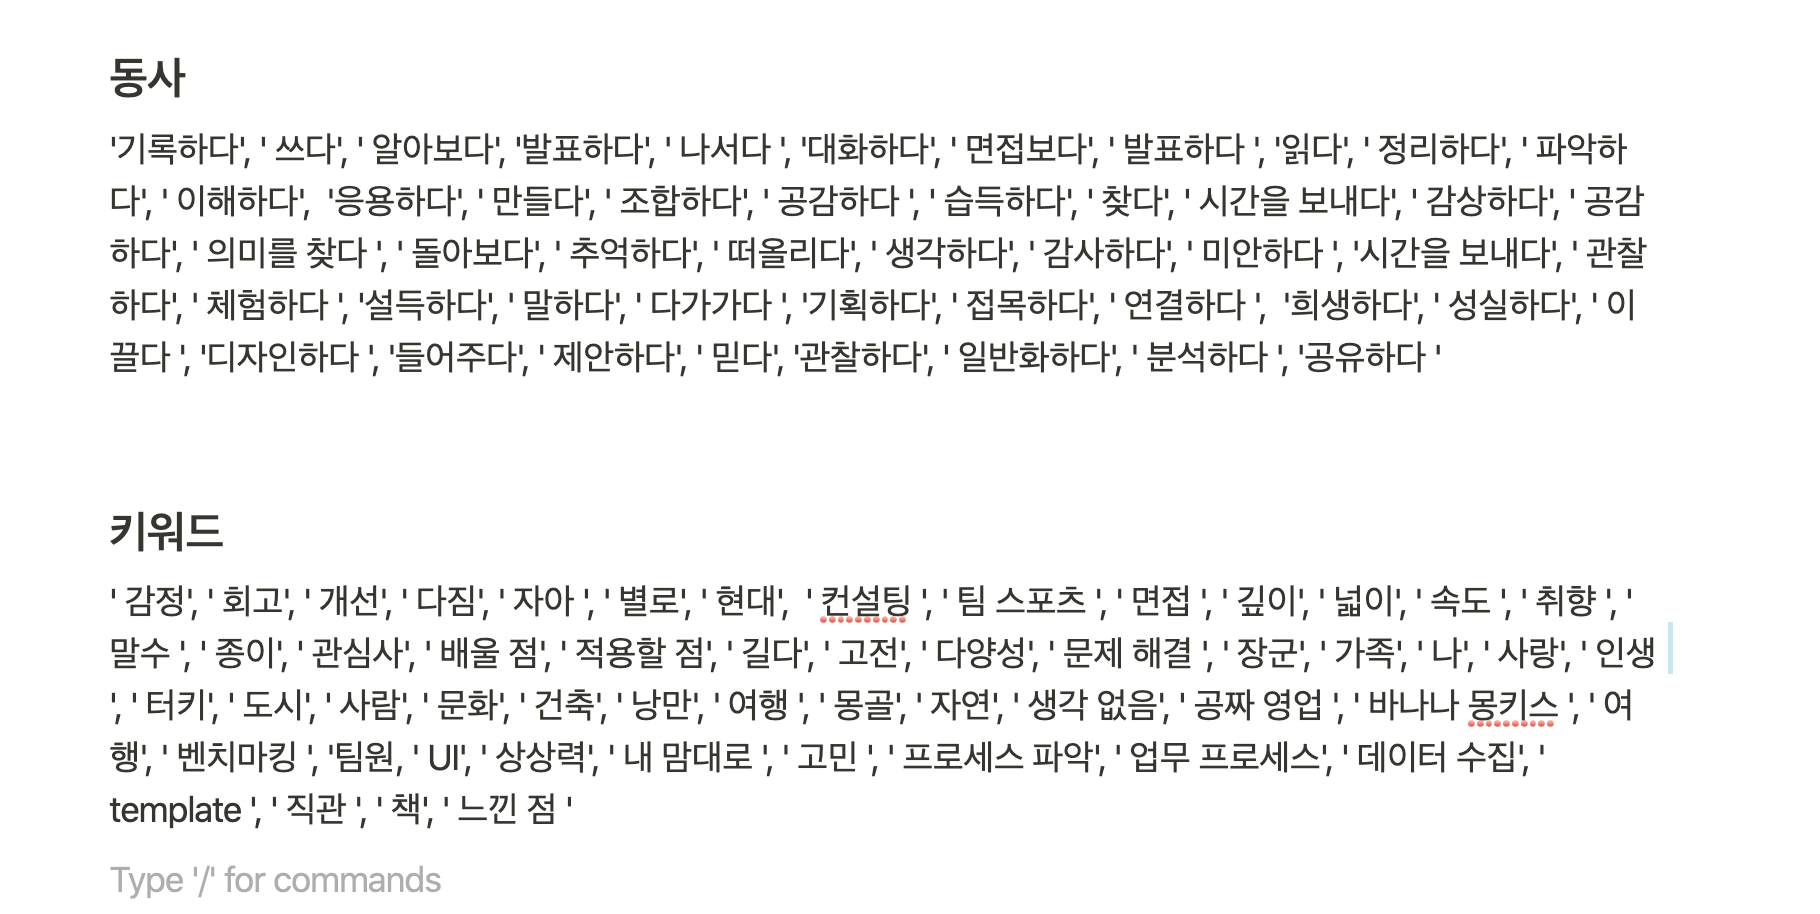 동사
'기록하다', ' 쓰다', ' 알아보다', '발표하다', ' 나서다 ', '대화하다', ' 면접보다', ' 발표하다 ', '읽다', ' 정리하다', ' 파악하
다', ' 이해하다',  '응용하다', ' 만들다', ' 조합하다', ' 공감하다 ', ' 습득하다', ' 찾다', ' 시간을 보내다', ' 감상하다', ' 공감
하다', ' 의미를 찾다 ', ' 돌아보다', ' 추억하다', ' 떠올리다', ' 생각하다', ' 감사하다', ' 미안하다 ', '시간을 보내다', ' 관찰
하다', ' 체험하다 ', '설득하다', ' 말하다', ' 다가가다 ', '기획하다', ' 접목하다', ' 연결하다 ',  '희생하다', ' 성실하다', ' 이
끌다 ', '디자인하다 ', '들어주다', ' 제안하다', ' 믿다', '관찰하다', ' 일반화하다', ' 분석하다 ', '공유하다 '
키워드
' 감정', ' 회고', ' 개선', ' 다짐', ' 자아 ', ' 별로', ' 현대',  ' 컨설팅 ', ' 팀 스포츠 ', ' 면접 ', ' 깊이', ' 넓이', ' 속도 ', ' 취향 ', '
말수 ', ' 종이', ' 관심사', ' 배울 점', ' 적용할 점', ' 길다', ' 고전', ' 다양성', ' 문제 해결 ', ' 장군', ' 가족', ' 나', ' 사랑', ' 인생
', ' 터키', ' 도시', ' 사람', ' 문화', ' 건축', ' 낭만', ' 여행 ', ' 몽골', ' 자연', ' 생각 없음', ' 공짜 영업 ', ' 바나나 몽키스 ', ' 여
행', ' 벤치마킹 ', '팀원, ' UI', ' 상상력', ' 내 맘대로 ', ' 고민 ', ' 프로세스 파악', ' 업무 프로세스', ' 데이터 수집', '
template ', ' 직관 ', ' 책', ' 느낀 점 '
Type '/' for commands